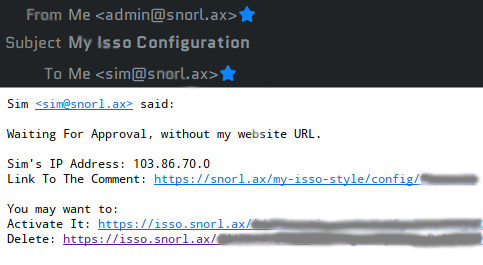 From Me <admin@snorl.ax>
Subject My Isso Configuration
To Me <sim@snorl.ax>
Sim <sim@snorl.ax> said:
Waiting For Approval, without my website URL.
Sim's IP Address: 103.86.70.0
Link To The Comment: https://snorl.ax/my-isso-style/config/
You may want to:
Activate It: https://isso.snorl.ax/
Delete: https://isso.snorl.ax/